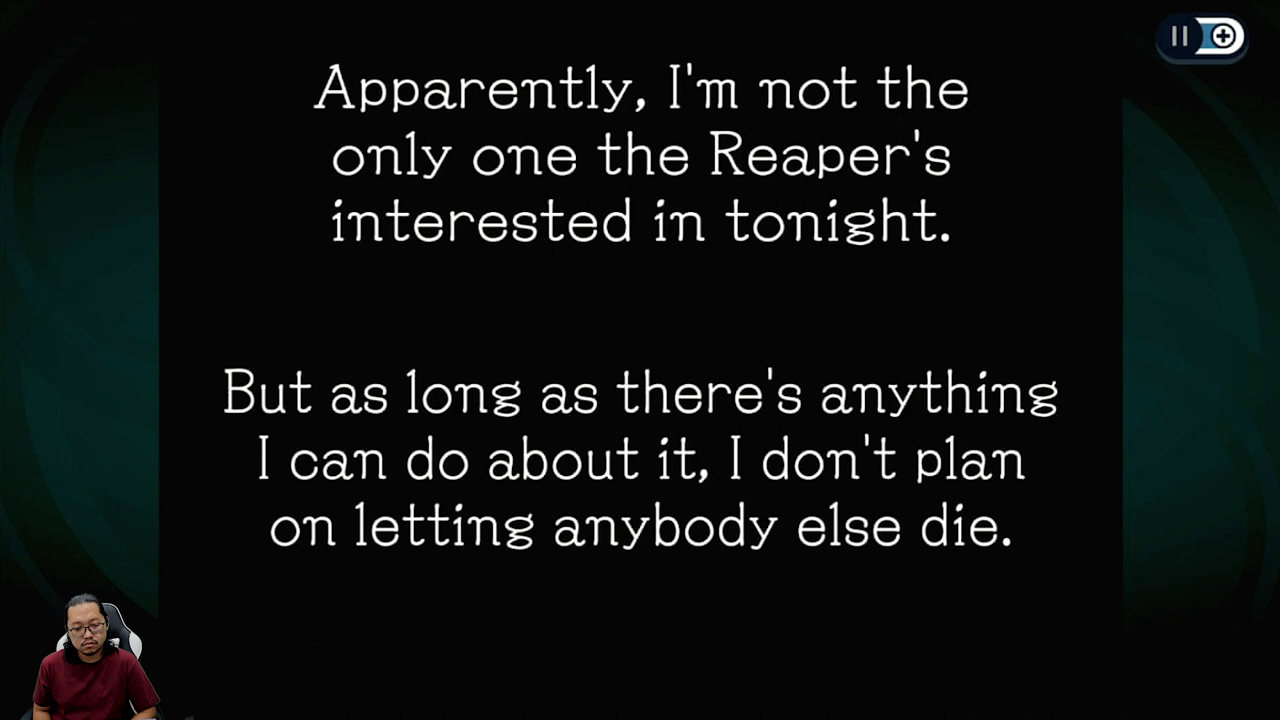 Apparently, I'm not the
only one the Reaper's
interested in tonight.
But as long as there's anything
I can do about it, I don't plan
on letting anybody else die.